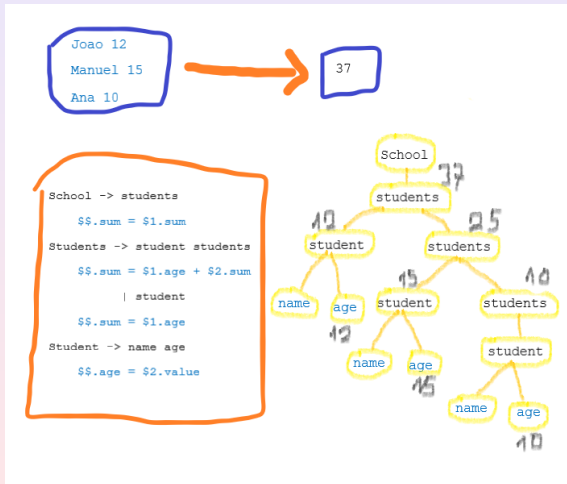 Joao 12
Manuel 15
Ana 10
37
School -> students
$$.sum = $1.sum
Students -> student students
$$.sum = $1.age + $2.sum
| student
$$.sum = $1.age
Student -> name age
$$.age = $2.value
School
37
students
12
25
student
students
15
10
name
age
student
students
12
name
age
student
15
name
age
10